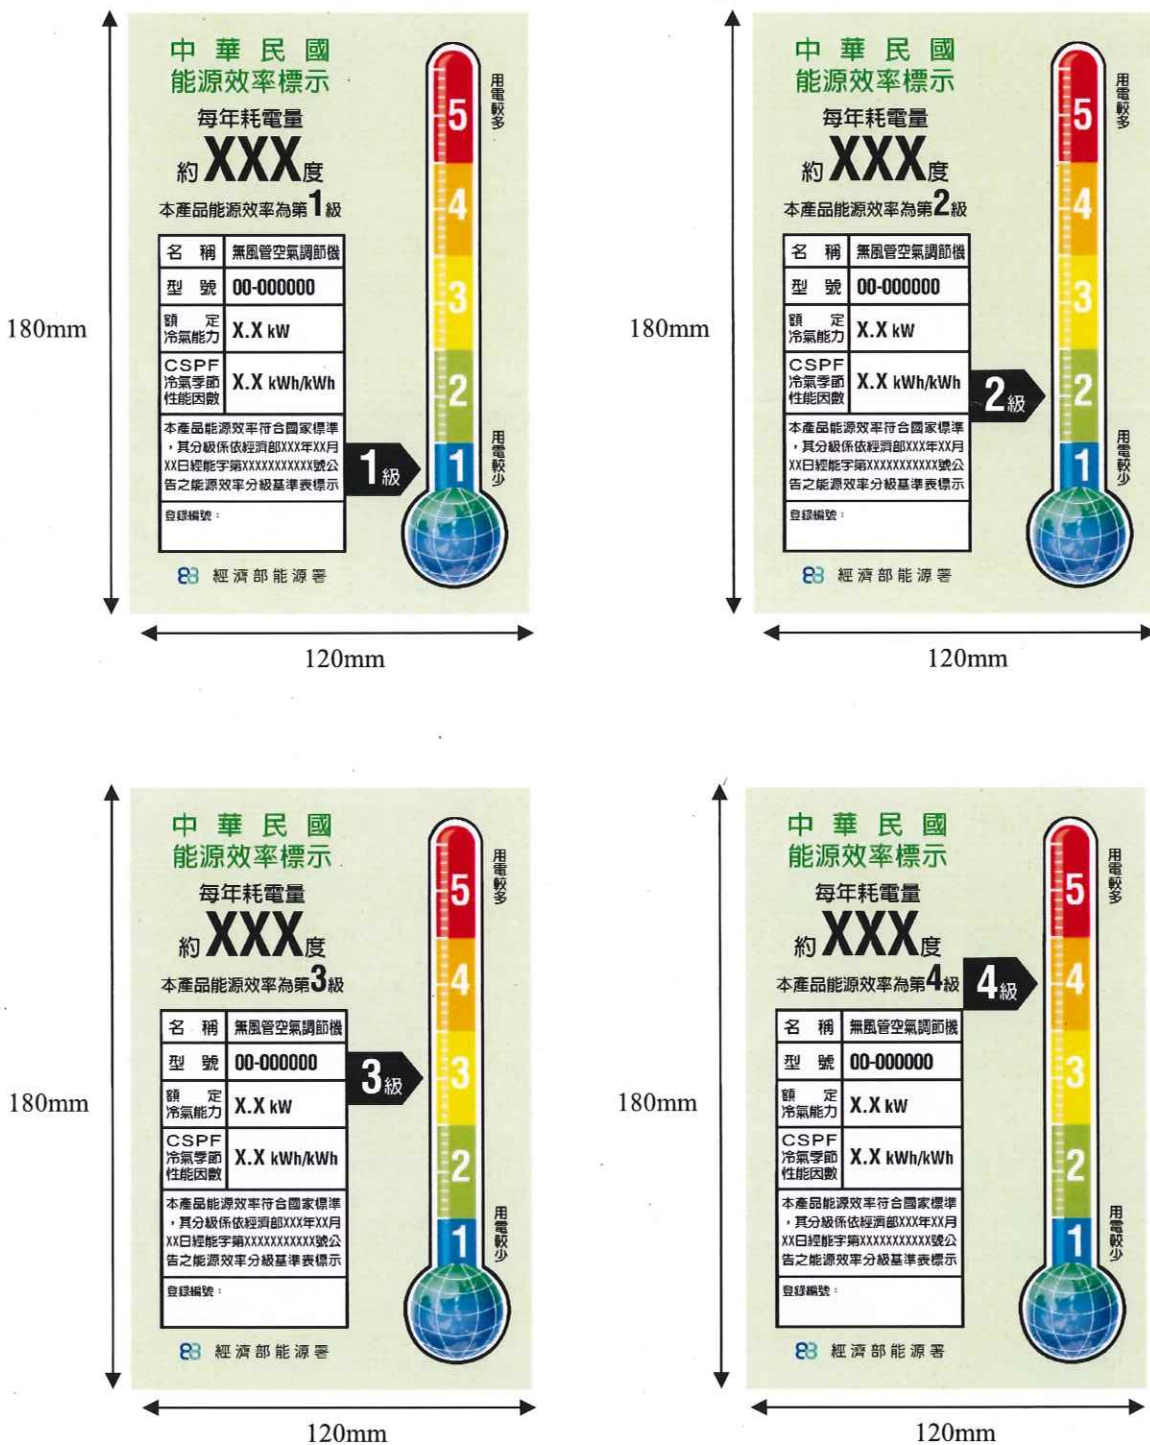 中華民國
能源效率標示
每年耗電量
約XXX度
本產品能源效率為第1級
名稱 無風管空氣調節機
型號 00-000000
額定
冷氣能力 X.X kW
CSPF
冷氣季節
性能因數 X.X kWh/kWh
本產品能源效率符合國家標準
，其分級係依經濟部XXX年XX月
XX日經能字第XXXXXXXXXXX號公
告之能源效率分級基準表標示
登錄編號：
經濟部能源署
用電較多
5
4
3
2
1
用電較少
1級
180mm
120mm
中華民國
能源效率標示
每年耗電量
約XXX度
本產品能源效率為第2級
名稱 無風管空氣調節機
型號 00-000000
額定
冷氣能力 X.X kW
CSPF
冷氣季節
性能因數 X.X kWh/kWh
本產品能源效率符合國家標準
，其分級係依經濟部XXX年XX月
XX日經能字第XXXXXXXXXXX號公
告之能源效率分級基準表標示
登錄編號：
經濟部能源署
用電較多
5
4
3
2
1
用電較少
2級
180mm
120mm
中華民國
能源效率標示
每年耗電量
約XXX度
本產品能源效率為第3級
名稱 無風管空氣調節機
型號 00-000000
額定
冷氣能力 X.X kW
CSPF
冷氣季節
性能因數 X.X kWh/kWh
本產品能源效率符合國家標準
，其分級係依經濟部XXX年XX月
XX日經能字第XXXXXXXXXXX號公
告之能源效率分級基準表標示
登錄編號：
經濟部能源署
用電較多
5
4
3
2
1
用電較少
3級
180mm
120mm
中華民國
能源效率標示
每年耗電量
約XXX度
本產品能源效率為第4級
名稱 無風管空氣調節機
型號 00-000000
額定
冷氣能力 X.X kW
CSPF
冷氣季節
性能因數 X.X kWh/kWh
本產品能源效率符合國家標準
，其分級係依經濟部XXX年XX月
XX日經能字第XXXXXXXXXXX號公
告之能源效率分級基準表標示
登錄編號：
經濟部能源署
用電較多
5
4
3
2
1
用電較少
4級
180mm
120mm